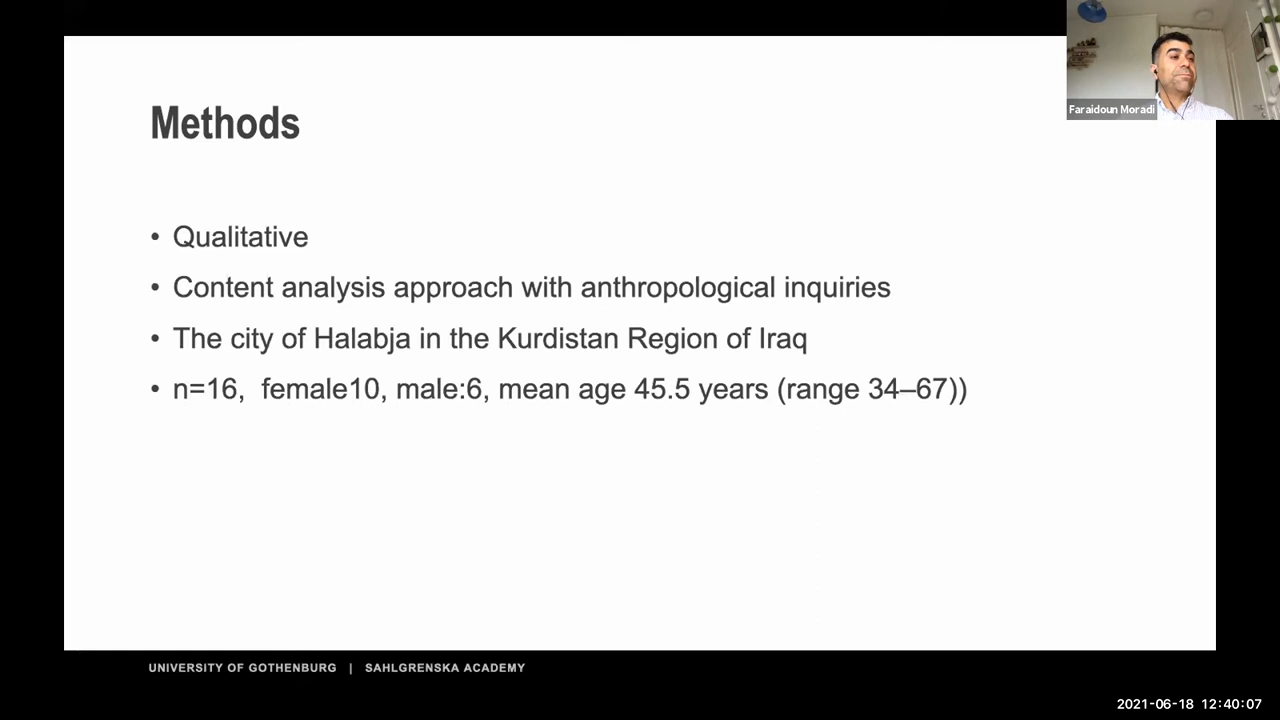 Methods
• Qualitative
• Content analysis approach with anthropological inquiries
• The city of Halabja in the Kurdistan Region of Iraq
• n=16,  female10, male:6, mean age 45.5 years (range 34–67))
Faraidoun Moradi
UNIVERSITY OF GOTHENBURG | SAHLGRENSKA ACADEMY
2021-06-18 12:40:07